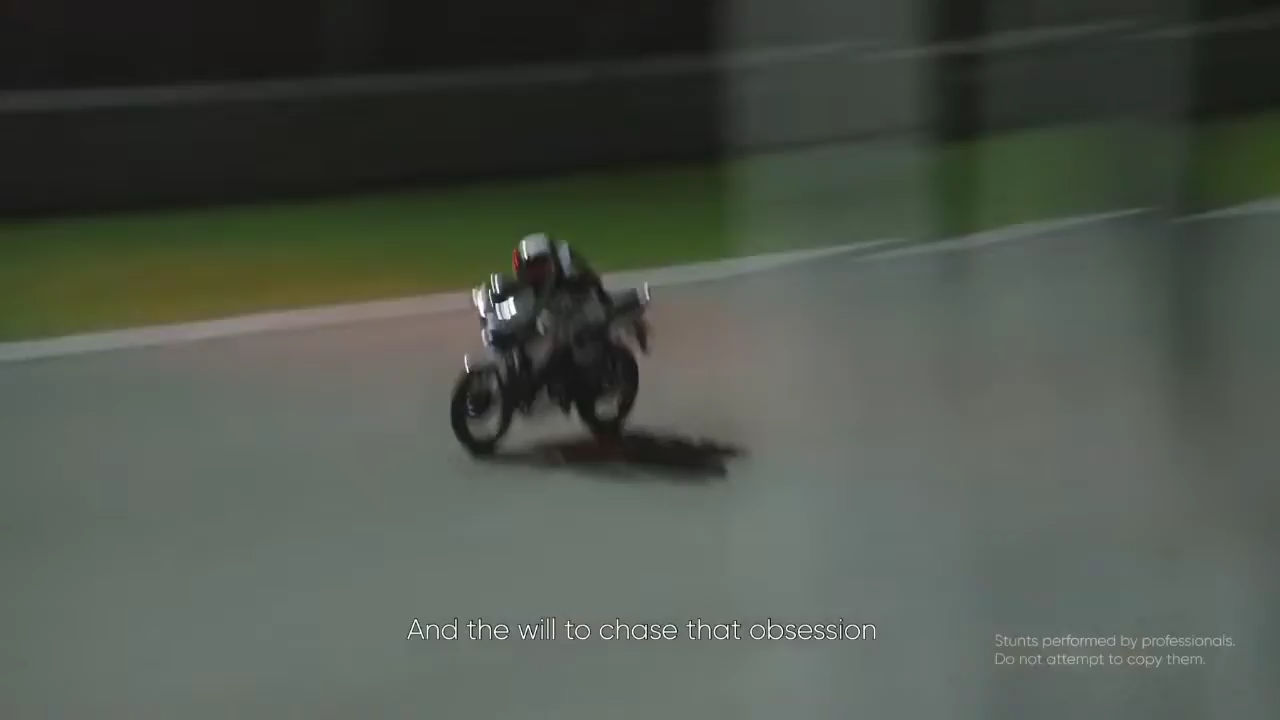 And the will to chase that obsession
Stunts performed by professionals.
Do not attempt to copy them.